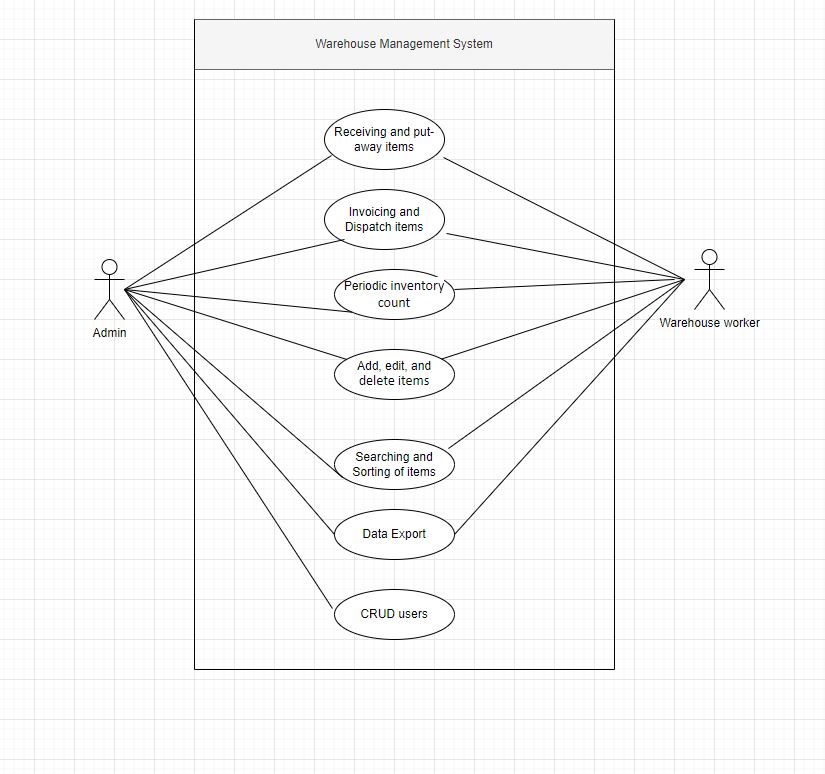 Warehouse Management System
Receiving and put-
away items
Invoicing and
Dispatch items
Periodic inventory
count
Admin
Warehouse worker
Add, edit, and
delete items
Searching and
Sorting of items
Data Export
CRUD users